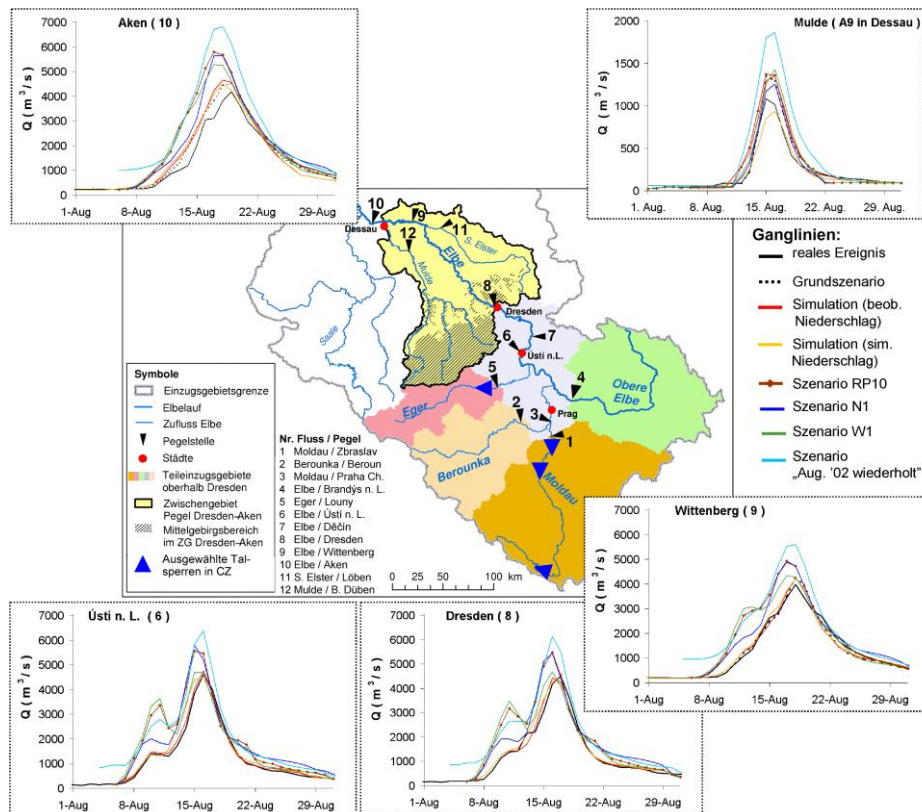 Aken ( 10 )
Q ( m³ / s )
7000
6000
5000
4000
3000
2000
1000
0
1-Aug 8-Aug 15-Aug 22-Aug 29-Aug
Mulde ( A9 in Dessau )
Q ( m³ / s )
2000
1500
1000
500
0
1. Aug. 8. Aug. 15. Aug. 22. Aug. 29. Aug.
10
9
11
Dessau
12
S. Elster
Elbe
Mulde
Saale
8
Dresden
7
6
Ústí n.L.
5
4
Obere
Elbe
Eger
2
3
Prag
1
Berounka
Moldau
0 20 40 60 80 100 km
Symbole
Einzugsgebietsgrenze
Elbelauf
Zufluss Elbe
Pegelstelle
Städte
Teileinzugsgebiete
oberhalb Dresden
Zwischengebiet
Pegel Dresden-Aken
Mittelgebirgsbereich
im ZG Dresden-Aken
Ausgewählte Tal-
sperren in CZ
Nr. Fluss / Pegel
1 Moldau / Zbraslav
2 Berounka / Beroun
3 Moldau / Praha Ch.
4 Elbe / Brandýs n. L.
5 Eger / Louny
6 Elbe / Ústí n. L.
7 Elbe / Děčín
8 Elbe / Dresden
9 Elbe / Wittenberg
10 Elbe / Aken
11 S. Elster / Löben
12 Mulde / B. Düben
Ganglinien:
reales Ereignis
Grundszenario
Simulation (beob.
Niederschlag)
Simulation (sim.
Niederschlag)
Szenario RP10
Szenario N1
Szenario W1
Szenario
„Aug. '02 wiederholt"
Wittenberg ( 9 )
Q ( m³ / s )
7000
6000
5000
4000
3000
2000
1000
0
1-Aug 8-Aug 15-Aug 22-Aug 29-Aug
Ústí n. L. ( 6 )
Q ( m³ / s )
7000
6000
5000
4000
3000
2000
1000
0
1-Aug 8-Aug 15-Aug 22-Aug 29-Aug
Dresden ( 8 )
Q ( m³ / s )
7000
6000
5000
4000
3000
2000
1000
0
1-Aug 8-Aug 15-Aug 22-Aug 29-Aug